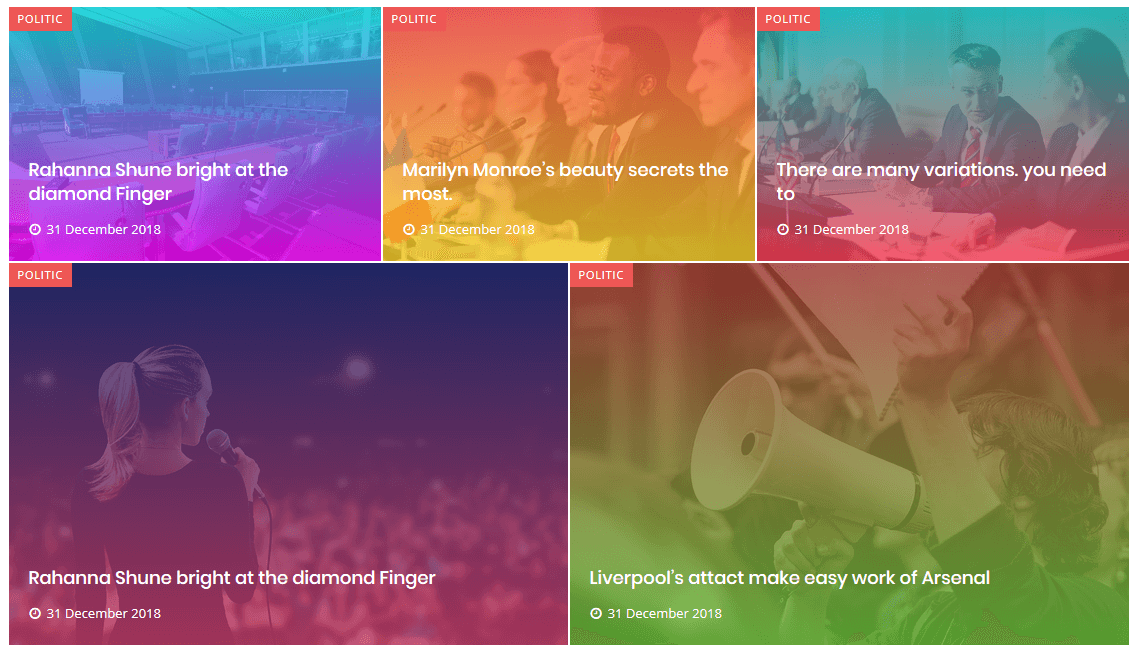 POLITIC
Rahanna Shune bright at the
diamond Finger
31 December 2018
POLITIC
Marilyn Monroe’s beauty secrets the
most.
31 December 2018
POLITIC
There are many variations. you need
to
31 December 2018
POLITIC
Rahanna Shune bright at the diamond Finger
31 December 2018
POLITIC
Liverpool’s attact make easy work of Arsenal
31 December 2018